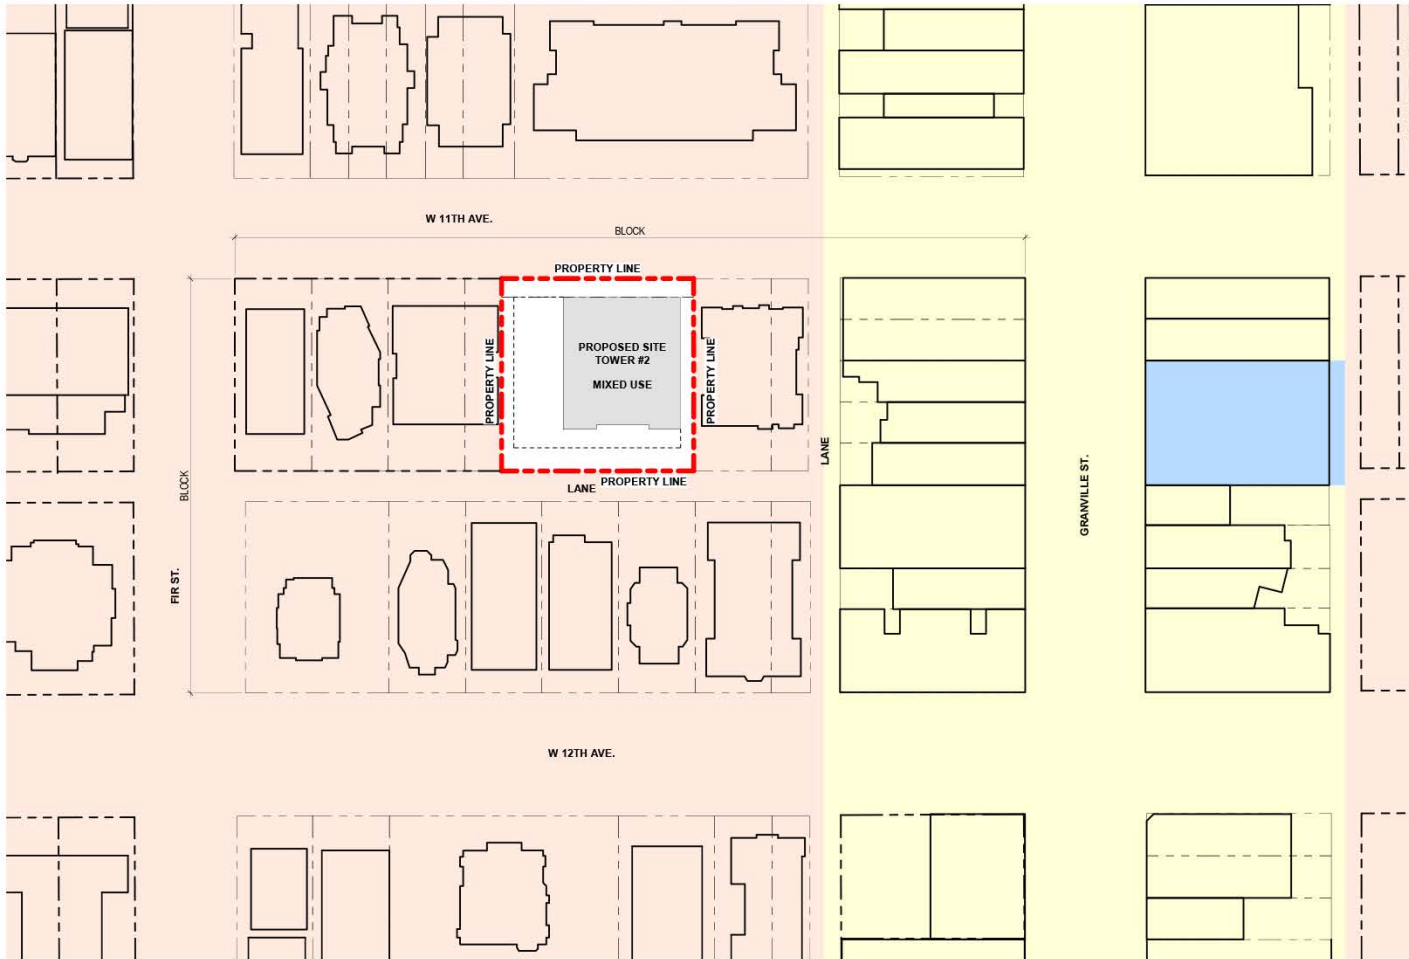 W 11TH AVE.
BLOCK
PROPERTY LINE
PROPOSED SITE
TOWER #2
MIXED USE
PROPERTY LINE
PROPERTY LINE
LANE
BLOCK
LANE
PROPERTY LINE
GRANVILLE ST.
FIR ST.
W 12TH AVE.